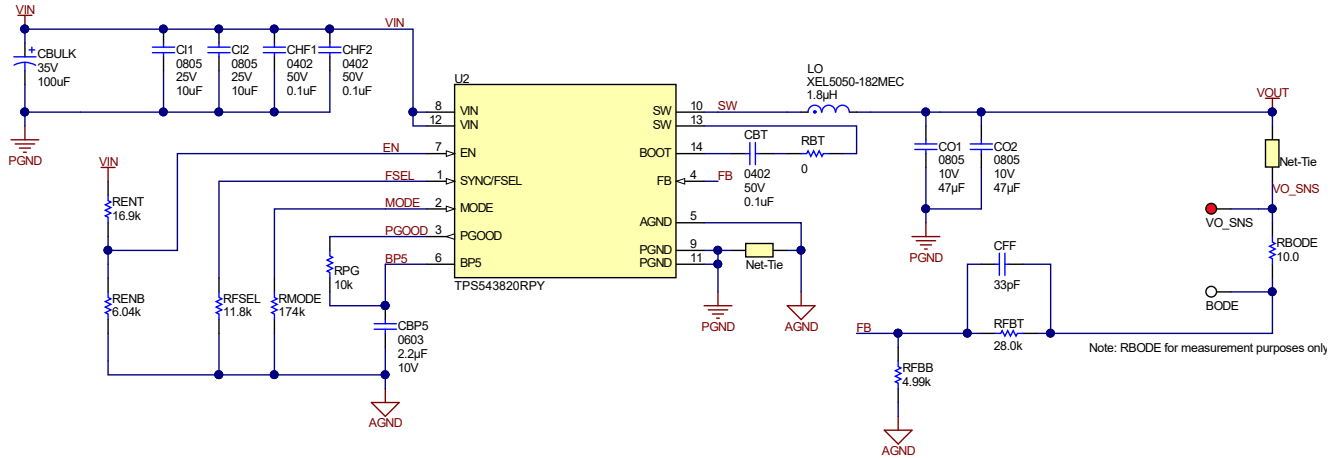 VIN
VIN
CBULK
35V
100uF
+
CI1
0805
25V
10uF
CI2
0805
25V
10uF
CHF1
0402
50V
0.1uF
CHF2
0402
50V
0.1uF
PGND
VIN
RENT
16.9k
RENB
6.04k
EN
FSEL
MODE
PGOOD
BP5
RFSEL
11.8k
RMODE
174k
RPG
10k
CBP5
0603
2.2µF
10V
AGND
U2
8
VIN
12
VIN
7
EN
1
SYNC/FSEL
2
MODE
3
PGOOD
6
BP5
SW
10
SW
13
BOOT
14
FB
4
AGND
5
PGND
9
PGND
11
TPS543820RPY
SW
LO
XEL5050-182MEC
1.8µH
CBT
0402
50V
0.1uF
RBT
0
FB
Net-Tie
PGND
AGND
CO1
0805
10V
47µF
CO2
0805
10V
47µF
PGND
VOUT
Net-Tie
VO_SNS
VO_SNS
RBODE
10.0
BODE
CFF
33pF
FB
RFBT
28.0k
Note: RBODE for measurement purposes only
RFBB
4.99k
AGND